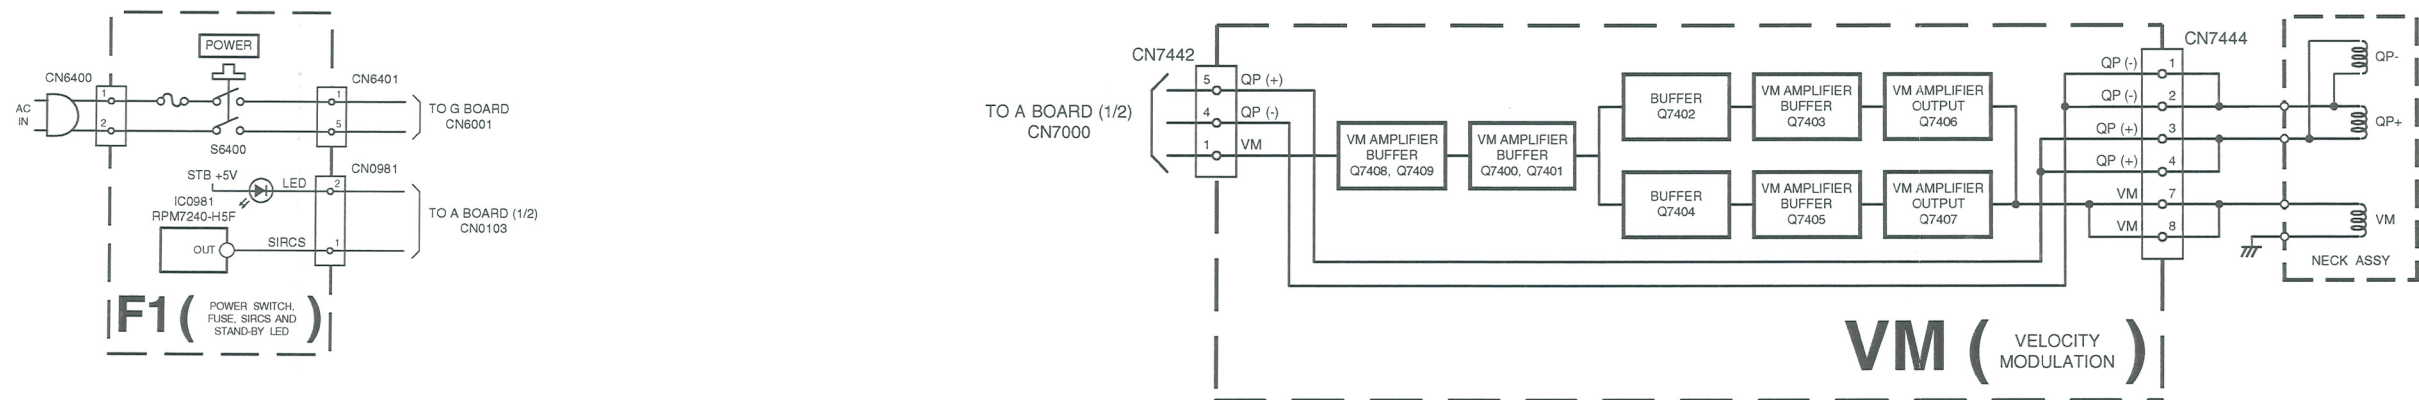 POWER
CN6400
CN6401
1
1
AC
IN
TO G BOARD
CN6001
2
5
S6400
CN0981
STB +5V
LED
2
IC0981
RPM7240-H5F
TO A BOARD (1/2)
CN0103
OUT
SIRCS
1
F1 ( POWER SWITCH,
FUSE, SIRCS AND
STAND-BY LED )
CN7442
5 QP (+)
4 QP (-)
1 VM
TO A BOARD (1/2)
CN7000
VM AMPLIFIER
BUFFER
Q7408, Q7409
VM AMPLIFIER
BUFFER
Q7400, Q7401
BUFFER
Q7402
VM AMPLIFIER
BUFFER
Q7403
VM AMPLIFIER
OUTPUT
Q7406
BUFFER
Q7404
VM AMPLIFIER
BUFFER
Q7405
VM AMPLIFIER
OUTPUT
Q7407
CN7444
QP (-) 1
QP (-) 2
QP (+) 3
QP (+) 4
VM 7
VM 8
QP-
QP+
VM
NECK ASSY
VM ( VELOCITY
MODULATION )